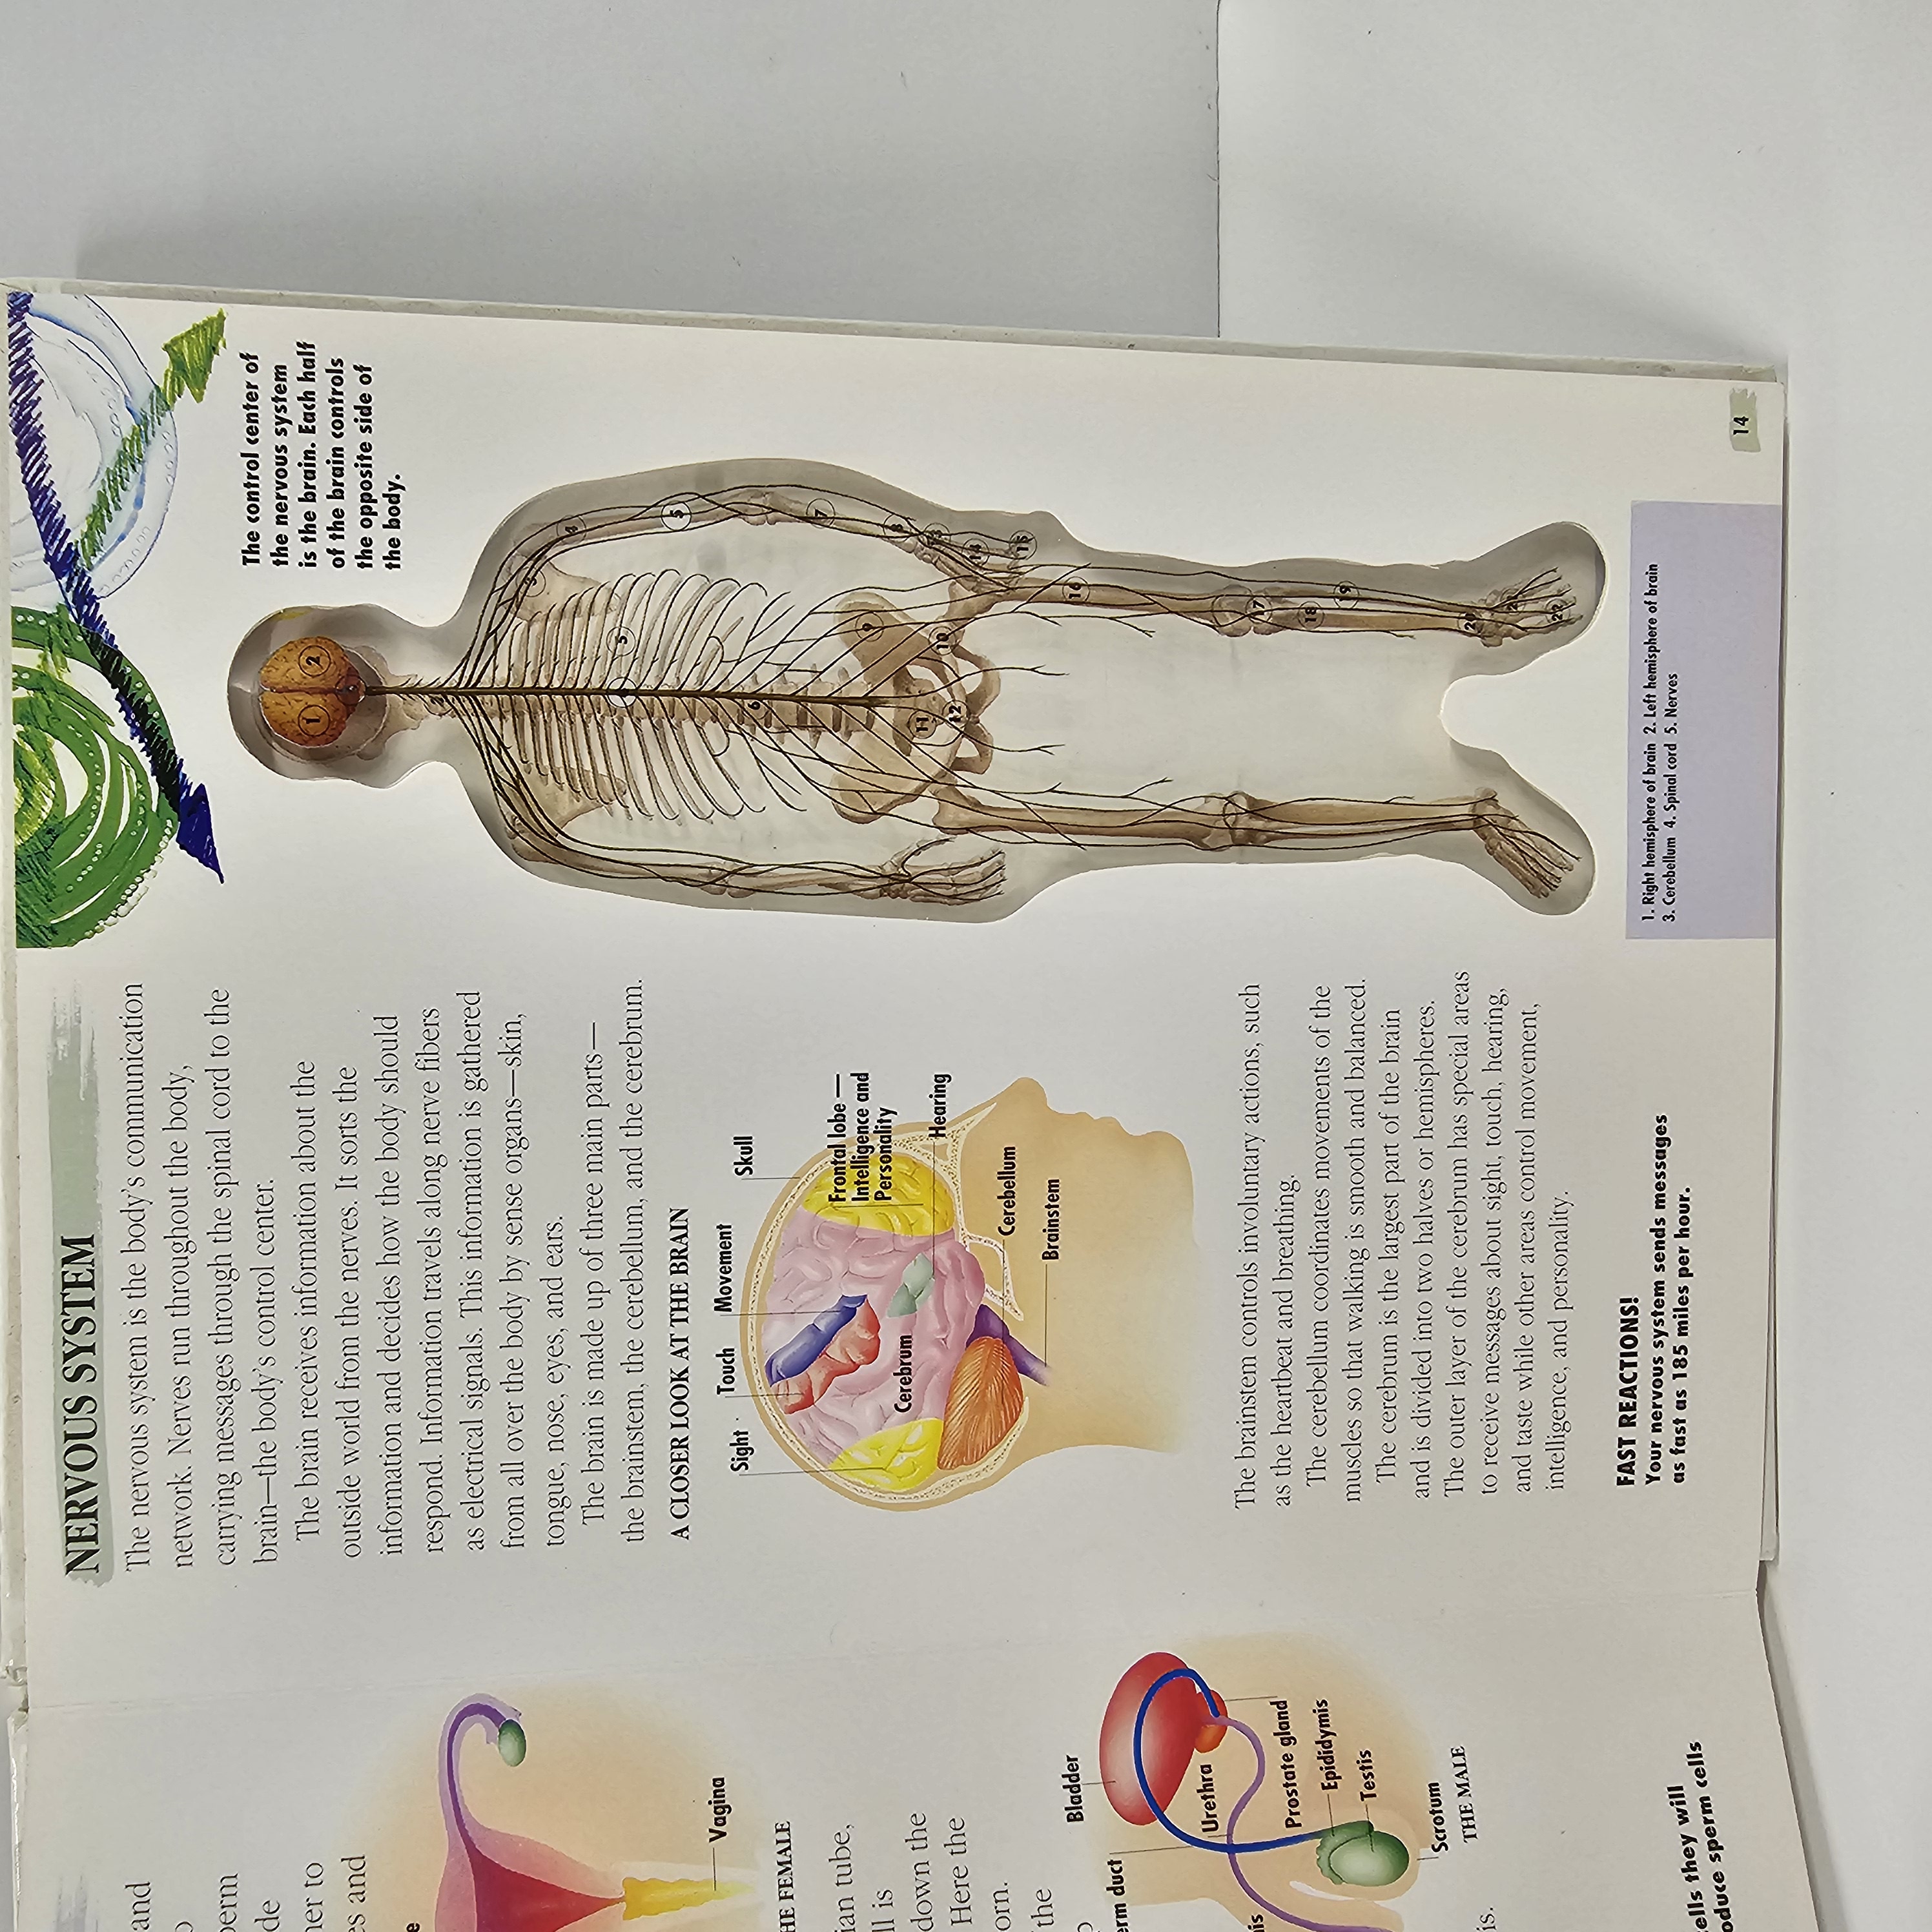 and
perm
de
her to
es and
Vagina
THE FEMALE
ian tube,
ll is
down the
Here the
orn.
the
Bladder
erm duct
Urethra
Prostate gland
Epididymis
Testis
Scrotum
THE MALE
is.
cells they will
oduce sperm cells
NERVOUS SYSTEM
The nervous system is the body's communication
network. Nerves run throughout the body,
carrying messages through the spinal cord to the
brain—the body's control center.
The brain receives information about the
outside world from the nerves. It sorts the
information and decides how the body should
respond. Information travels along nerve fibers
as electrical signals. This information is gathered
from all over the body by sense organs—skin,
tongue, nose, eyes, and ears.
The brain is made up of three main parts—
the brainstem, the cerebellum, and the cerebrum.
A CLOSER LOOK AT THE BRAIN
Sight
Touch
Movement
Skull
Frontal lobe —
Intelligence and
Personality
Cerebrum
Hearing
Cerebellum
Brainstem
The brainstem controls involuntary actions, such
as the heartbeat and breathing.
The cerebellum coordinates movements of the
muscles so that walking is smooth and balanced.
The cerebrum is the largest part of the brain
and is divided into two halves or hemispheres.
The outer layer of the cerebrum has special areas
to receive messages about sight, touch, hearing,
and taste while other areas control movement,
intelligence, and personality.
FAST REACTIONS!
Your nervous system sends messages
as fast as 185 miles per hour.
The control center of
the nervous system
is the brain. Each half
of the brain controls
the opposite side of
the body.
1 2
3
3
3
4
4 5
5
6
7
9
8
11
10
13
12
14
15
16
17
18
19
20
21
22
1. Right hemisphere of brain 2. Left hemisphere of brain
3. Cerebellum 4. Spinal cord 5. Nerves
14